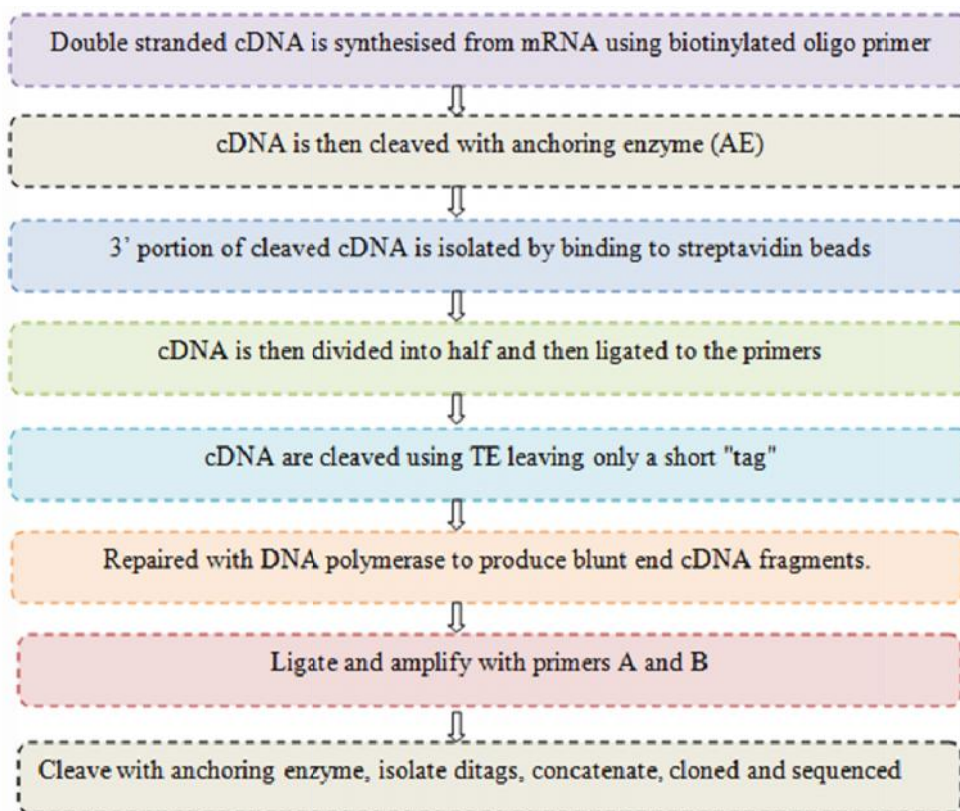 Double stranded cDNA is synthesised from mRNA using biotinylated oligo primer
cDNA is then cleaved with anchoring enzyme (AE)
3’ portion of cleaved cDNA is isolated by binding to streptavidin beads
cDNA is then divided into half and then ligated to the primers
cDNA are cleaved using TE leaving only a short "tag"
Repaired with DNA polymerase to produce blunt end cDNA fragments.
Ligate and amplify with primers A and B
Cleave with anchoring enzyme, isolate ditags, concatenate, cloned and sequenced